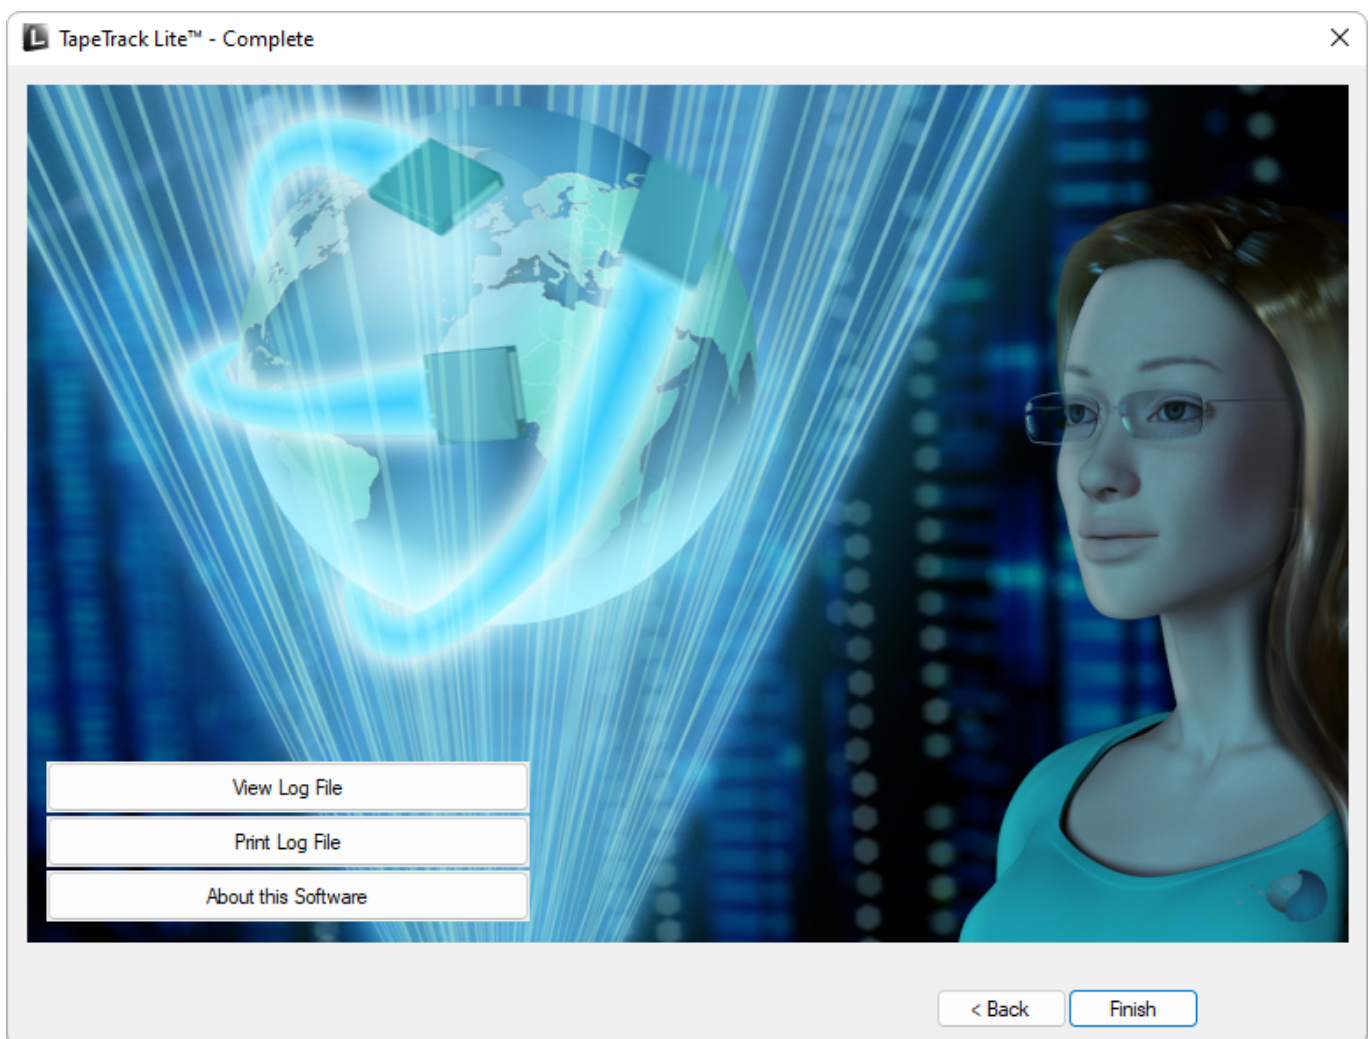 TapeTrack Lite™ - Complete
View Log File
Print Log File
About this Software
< Back
Finish